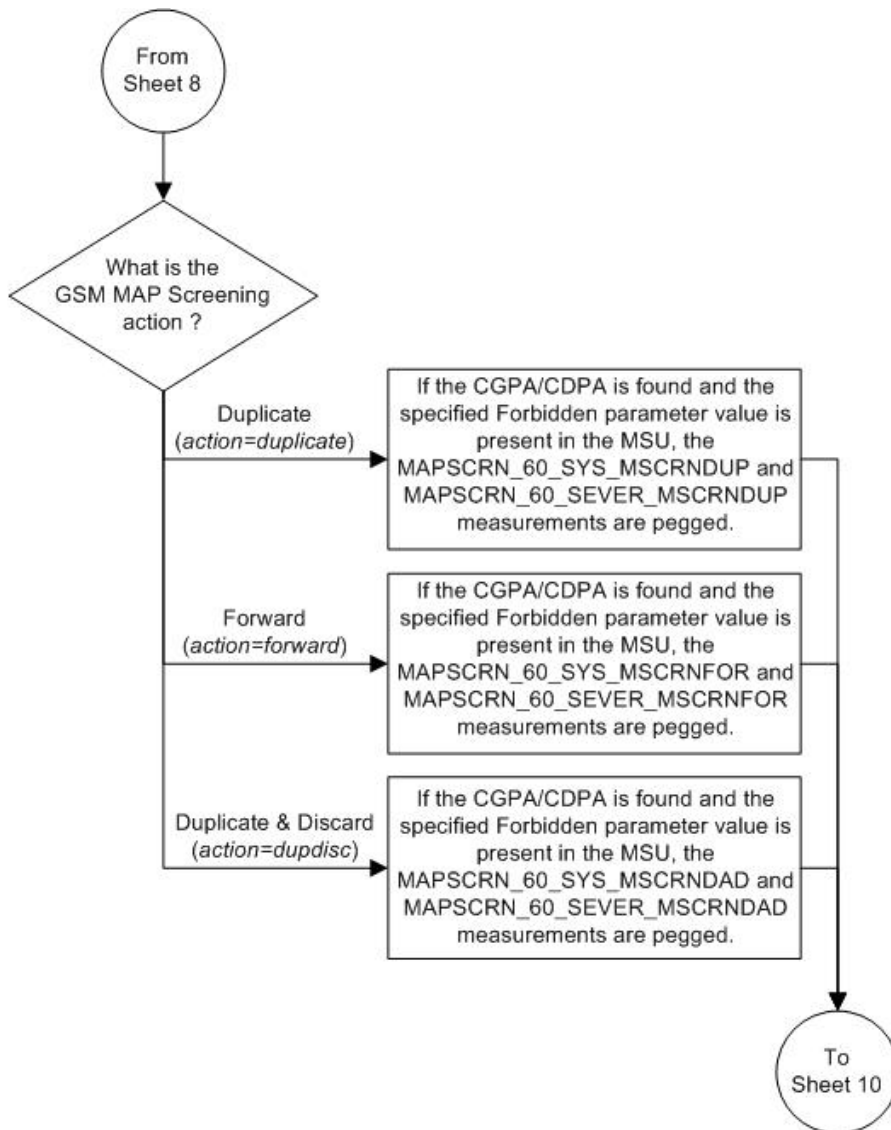 From
Sheet 8
What is the
GSM MAP Screening
action ?
Duplicate
(action=duplicate)
If the CGPA/CDPA is found and the
specified Forbidden parameter value is
present in the MSU, the
MAPSCRN_60_SYS_MSCRNDUP and
MAPSCRN_60_SEVER_MSCRNDUP
measurements are pegged.
Forward
(action=forward)
If the CGPA/CDPA is found and the
specified Forbidden parameter value is
present in the MSU, the
MAPSCRN_60_SYS_MSCRNFOR and
MAPSCRN_60_SEVER_MSCRNFOR
measurements are pegged.
Duplicate & Discard
(action=dupdisc)
If the CGPA/CDPA is found and the
specified Forbidden parameter value is
present in the MSU, the
MAPSCRN_60_SYS_MSCRNDAD and
MAPSCRN_60_SEVER_MSCRNDAD
measurements are pegged.
To
Sheet 10